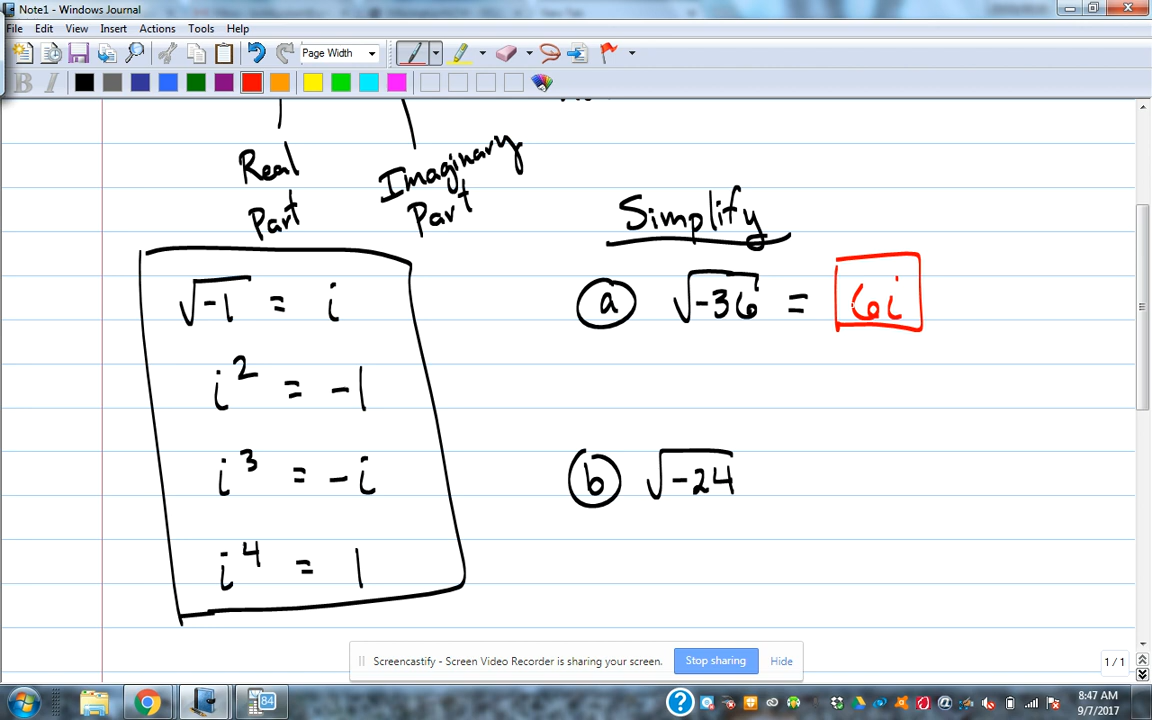 Note1 - Windows Journal
File Edit View Insert Actions Tools Help
Page Width
B I
Real Part
Imaginary Part
Simplify
√-1 = i
i² = -1
i³ = -i
i⁴ = 1
a √-36 = 6i
b √-24
Screencastify - Screen Video Recorder is sharing your screen. Stop sharing Hide
1 / 1
84
8:47 AM
9/7/2017